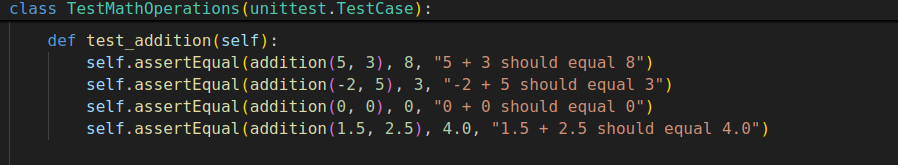 class TestMathOperations(unittest.TestCase):
def test_addition(self):
self.assertEqual(addition(5, 3), 8, "5 + 3 should equal 8")
self.assertEqual(addition(-2, 5), 3, "-2 + 5 should equal 3")
self.assertEqual(addition(0, 0), 0, "0 + 0 should equal 0")
self.assertEqual(addition(1.5, 2.5), 4.0, "1.5 + 2.5 should equal 4.0")